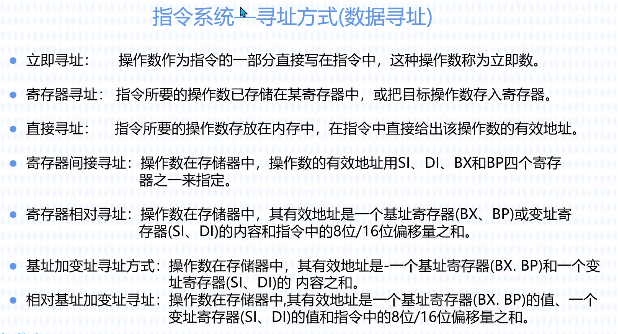 指令系统—寻址方式(数据寻址)
立即寻址： 操作数作为指令的一部分直接写在指令中，这种操作数称为立即数。
寄存器寻址：指令所要的操作数已存储在某寄存器中，或把目标操作数存入寄存器。
直接寻址： 指令所要的操作数存放在内存中，在指令中直接给出该操作数的有效地址。
寄存器间接寻址：操作数在存储器中，操作数的有效地址用SI、DI、BX和BP四个寄存
器之一来指定。
寄存器相对寻址：操作数在存储器中，其有效地址是一个基址寄存器(BX、BP)或变址寄
存器(SI、DI)的内容和指令中的8位/16位偏移量之和。
基址加变址寻址方式：操作数在存储器中，其有效地址是-一个基址寄存器(BX. BP)和一个变
址寄存器(SI、DI)的 内容之和。
相对基址加变址寻址：操作数在存储器中,其有效地址是一个基址寄存器(BX. BP)的值、一个
变址寄存器(SI、DI)的值和指令中的8位/16位偏移量之和。